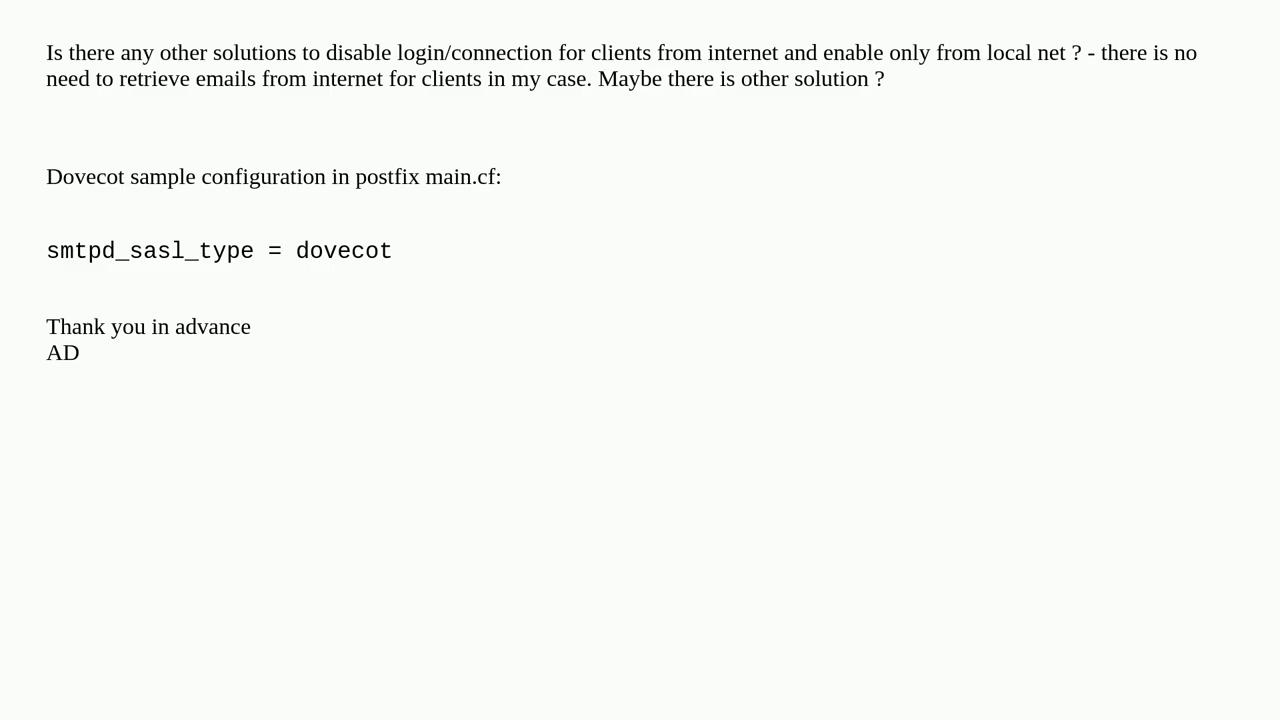 Is there any other solutions to disable login/connection for clients from internet and enable only from local net ? - there is no
need to retrieve emails from internet for clients in my case. Maybe there is other solution ?
Dovecot sample configuration in postfix main.cf:
smtpd_sasl_type = dovecot
Thank you in advance
AD